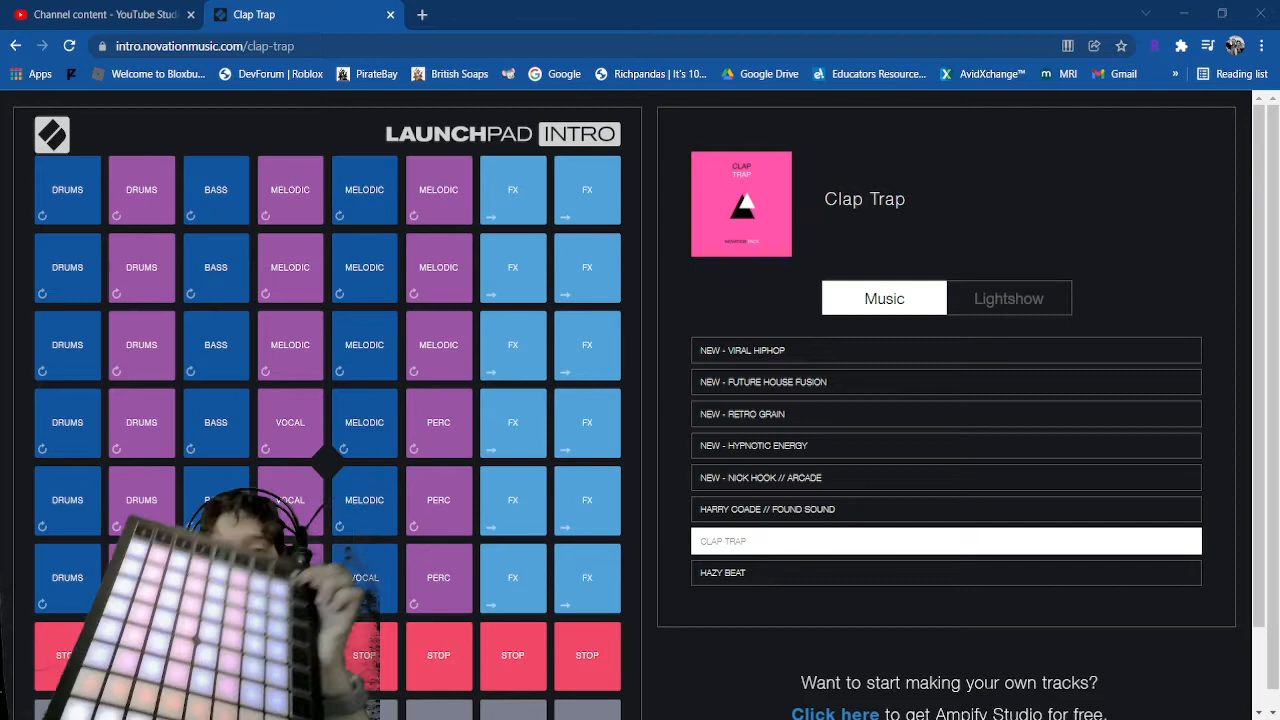 Channel content - YouTube Stud
Clap Trap
intro.novationmusic.com/clap-trap
Apps
Welcome to Bloxbu...
DevForum | Roblox
PirateBay
British Soaps
Google
Richpandas | It's 10...
Google Drive
Educators Resource...
AvidXchange™
MRI
Gmail
»
Reading list
LAUNCHPAD INTRO
DRUMS DRUMS BASS MELODIC MELODIC MELODIC FX FX
DRUMS DRUMS BASS MELODIC MELODIC MELODIC FX FX
DRUMS DRUMS BASS MELODIC MELODIC MELODIC FX FX
DRUMS DRUMS BASS VOCAL MELODIC PERC FX FX
DRUMS DRUMS VOCAL MELODIC PERC FX FX
DRUMS VOCAL PERC FX FX
STOP STOP STOP STOP
CLAP
TRAP
Clap Trap
Music
Lightshow
NEW - VIRAL HIPHOP
NEW - FUTURE HOUSE FUSION
NEW - RETRO GRAIN
NEW - HYPNOTIC ENERGY
NEW - NICK HOOK // ARCADE
HARRY COADE // FOUND SOUND
CLAP TRAP
HAZY BEAT
Want to start making your own tracks?
Click here to get Ampify Studio for free.